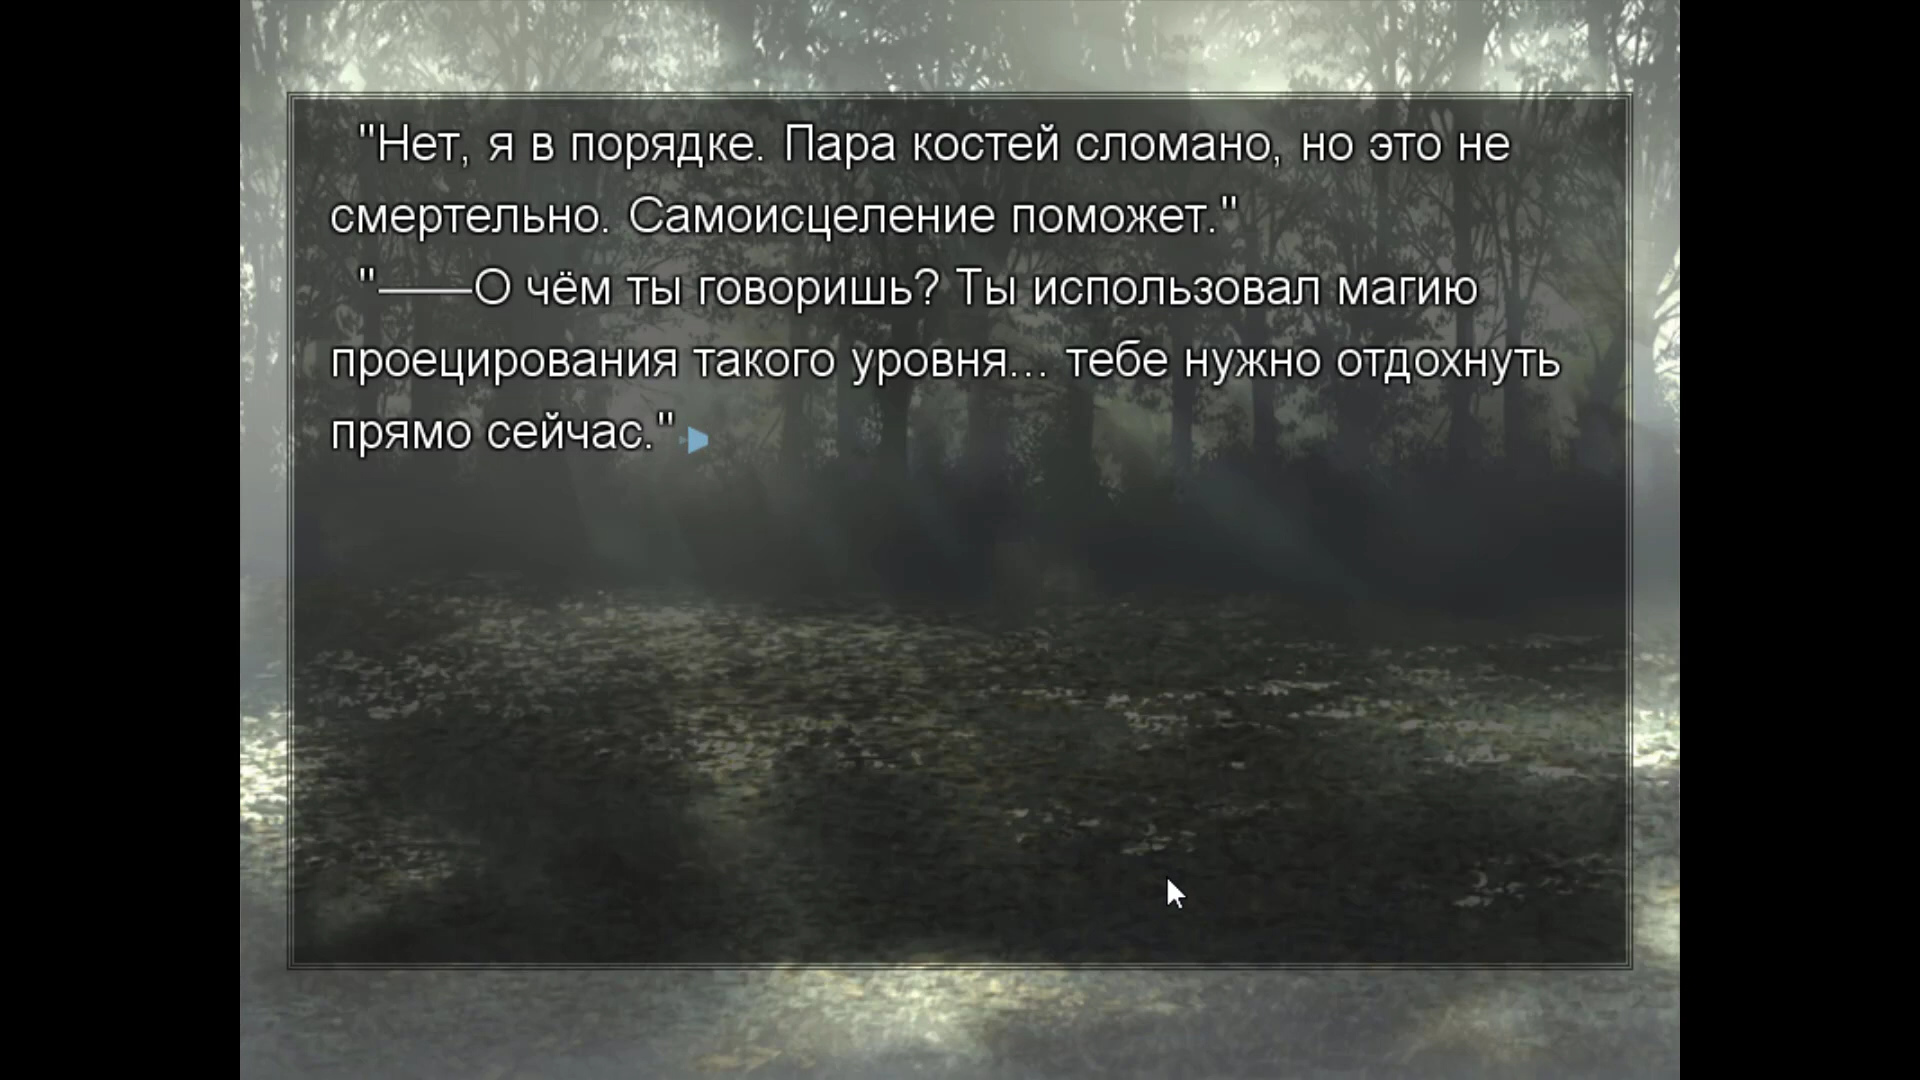 "Нет, я в порядке. Пара костей сломано, но это не
смертельно. Самоисцеление поможет."
"――О чём ты говоришь? Ты использовал магию
проецирования такого уровня... тебе нужно отдохнуть
прямо сейчас."